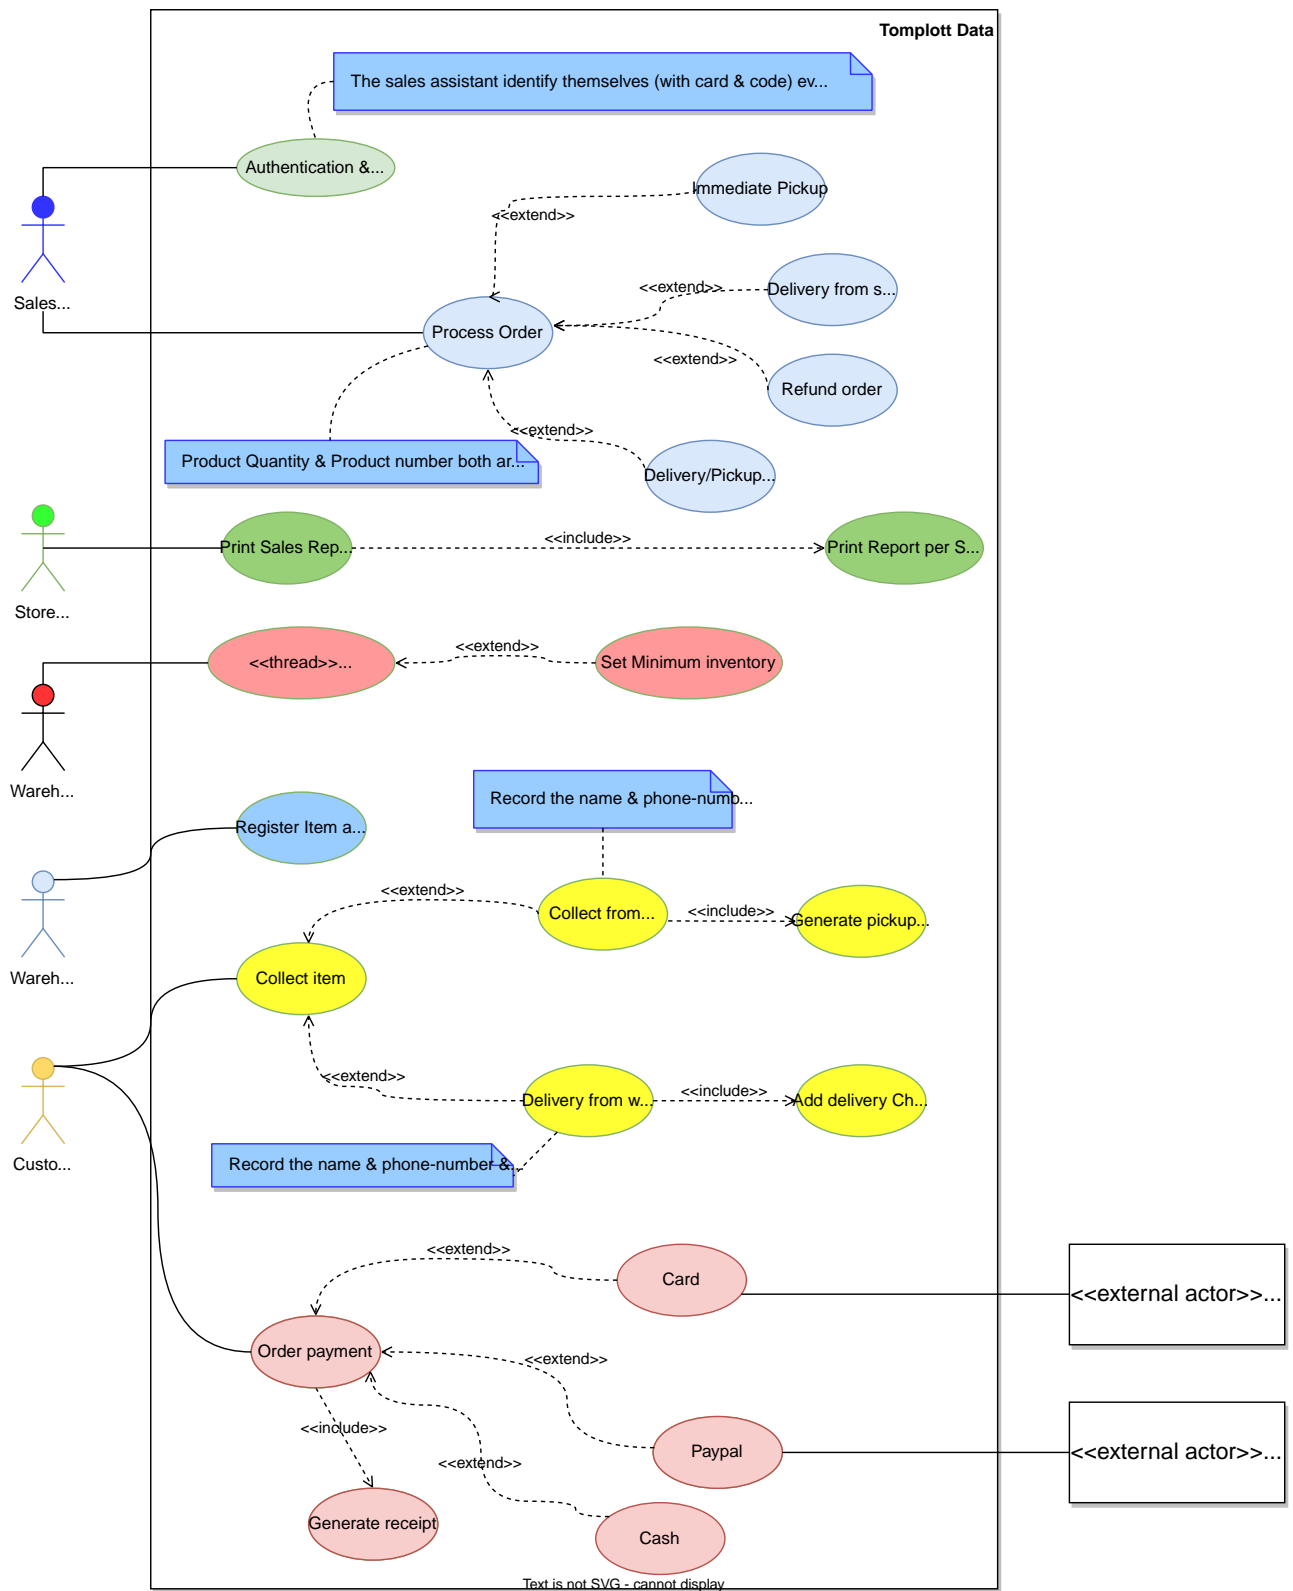 Tomplott Data
The sales assistant identify themselves (with card & code) ev...
Authentication &...
Immediate Pickup
<<extend>>
Sales...
<<extend>>
Delivery from s...
Process Order
<<extend>>
Refund order
<<extend>>
Product Quantity & Product number both ar...
Delivery/Pickup...
Print Sales Rep...
<<include>>
Print Report per S...
Store...
<<thread>>...
<<extend>>
Set Minimum inventory
Wareh...
Record the name & phone-numb...
Register Item a...
<<extend>>
Collect from...
<<include>>
Generate pickup...
Wareh...
Collect item
<<extend>>
Delivery from w...
<<include>>
Add delivery Ch...
Custo...
Record the name & phone-number &...
<<extend>>
Card
<<external actor>>...
Order payment
<<extend>>
<<include>>
<<extend>>
Paypal
<<external actor>>...
Generate receipt
Cash
Text is not SVG - cannot display